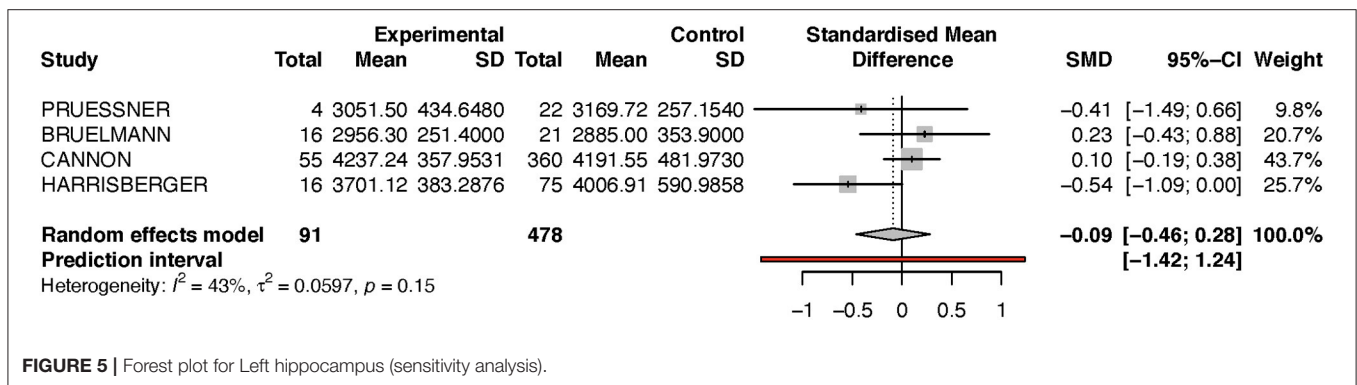 Experimental Control Standardised Mean
Study Total Mean SD Total Mean SD Difference SMD 95%–CI Weight
PRUESSNER 4 3051.50 434.6480 22 3169.72 257.1540 −0.41 [−1.49; 0.66] 9.8%
BRUELMANN 16 2956.30 251.4000 21 2885.00 353.9000 0.23 [−0.43; 0.88] 20.7%
CANNON 55 4237.24 357.9531 360 4191.55 481.9730 0.10 [−0.19; 0.38] 43.7%
HARRISBERGER 16 3701.12 383.2876 75 4006.91 590.9858 −0.54 [−1.09; 0.00] 25.7%
Random effects model 91 478 −0.09 [−0.46; 0.28] 100.0%
Prediction interval [−1.42; 1.24]
Heterogeneity: I² = 43%, τ² = 0.0597, p = 0.15
−1 −0.5 0 0.5 1
FIGURE 5 | Forest plot for Left hippocampus (sensitivity analysis).